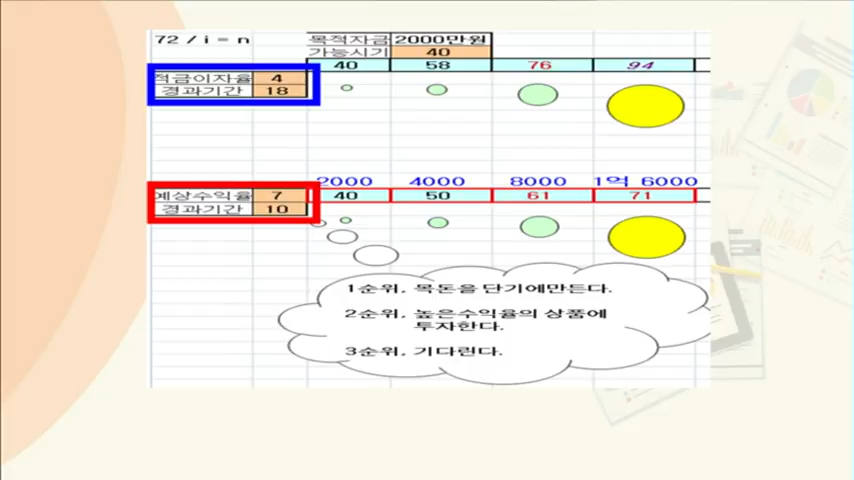 72 / i = n
목적자금 2000만원
가능시기 40
40 58 76 94
적금이자율 4
경과기간 18
2000 4000 8000 1억 6000
예상수익율 7
40 50 61 71
경과기간 10
1순위, 목돈을 단기에만든다.
2순위, 높은수익율의 상품에
투자한다.
3순위, 기다린다.